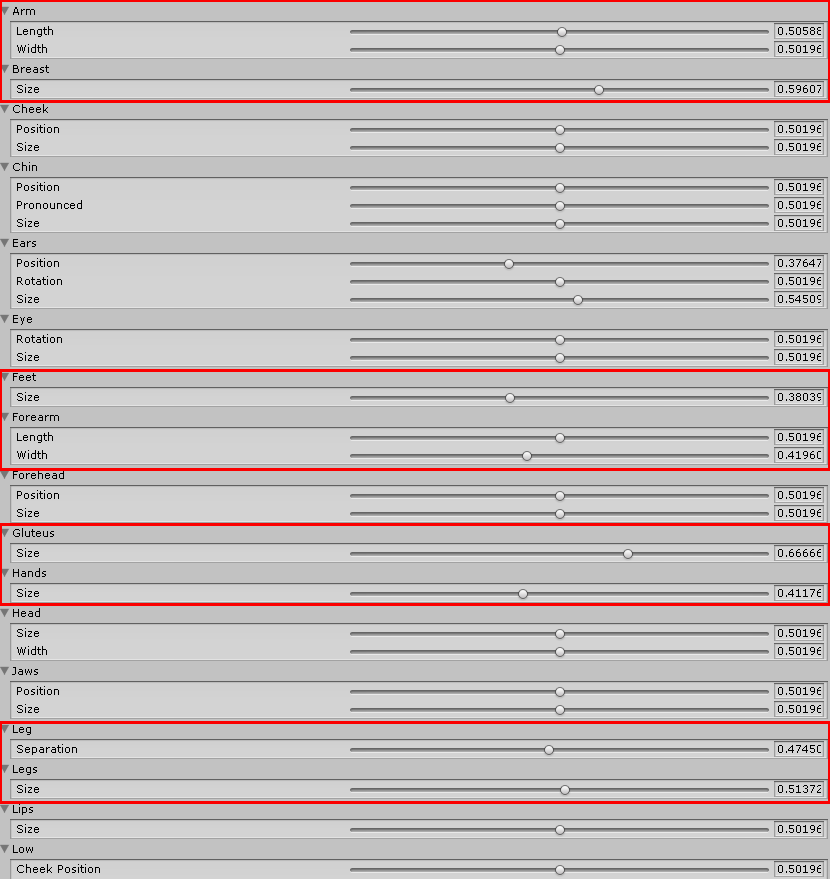 Arm
Length 0.50588
Width 0.50196
Breast
Size 0.59607
Cheek
Position 0.50196
Size 0.50196
Chin
Position 0.50196
Pronounced 0.50196
Size 0.50196
Ears
Position 0.37647
Rotation 0.50196
Size 0.54509
Eye
Rotation 0.50196
Size 0.50196
Feet
Size 0.38039
Forearm
Length 0.50196
Width 0.41960
Forehead
Position 0.50196
Size 0.50196
Gluteus
Size 0.66666
Hands
Size 0.41176
Head
Size 0.50196
Width 0.50196
Jaws
Position 0.50196
Size 0.50196
Leg
Separation 0.47450
Legs
Size 0.51372
Lips
Size 0.50196
Low
Cheek Position 0.50196